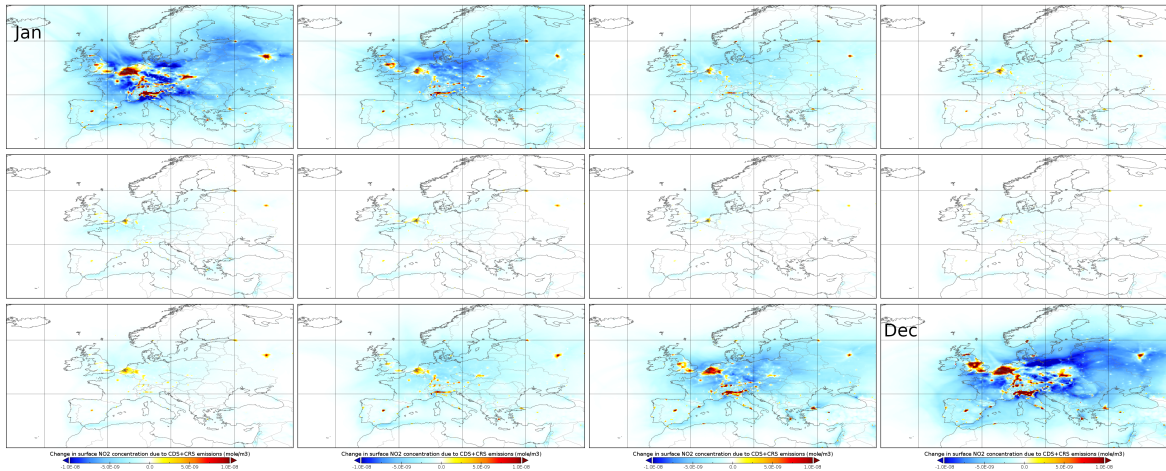 Jan
Dec
Change in surface NO2 concentration due to CD5+CRS emissions (mole/m3)
-1.0E-08 -5.0E-09 0.0 5.0E-09 1.0E-08
Change in surface NO2 concentration due to CD5+CRS emissions (mole/m3)
-1.0E-08 -5.0E-09 0.0 5.0E-09 1.0E-08
Change in surface NO2 concentration due to CD5+CRS emissions (mole/m3)
-1.0E-08 -5.0E-09 0.0 5.0E-09 1.0E-08
Change in surface NO2 concentration due to CD5+CRS emissions (mole/m3)
-1.0E-08 -5.0E-09 0.0 5.0E-09 1.0E-08